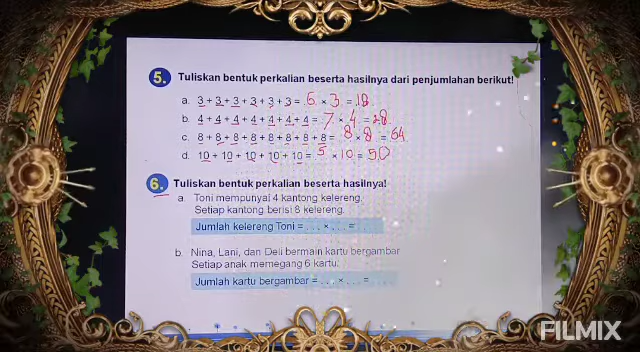 5. Tuliskan bentuk perkalian beserta hasilnya dari penjumlahan berikut!
a. 3 + 3 + 3 + 3 + 3 + 3 = 6 × 3 = 18
b. 4 + 4 + 4 + 4 + 4 + 4 + 4 = 7 × 4 = 28
c. 8 + 8 + 8 + 8 + 8 + 8 + 8 + 8 = 8 × 8 = 64
d. 10 + 10 + 10 + 10 + 10 = 5 × 10 = 50
6. Tuliskan bentuk perkalian beserta hasilnya!
a. Toni mempunyai 4 kantong kelereng.
Setiap kantong berisi 8 kelereng.
Jumlah kelereng Toni = . . . × . . . = . . .
b. Nina, Lani, dan Deli bermain kartu bergambar
Setiap anak memegang 6 kartu.
Jumlah kartu bergambar = . . . × . . . = . . .
FILMIX